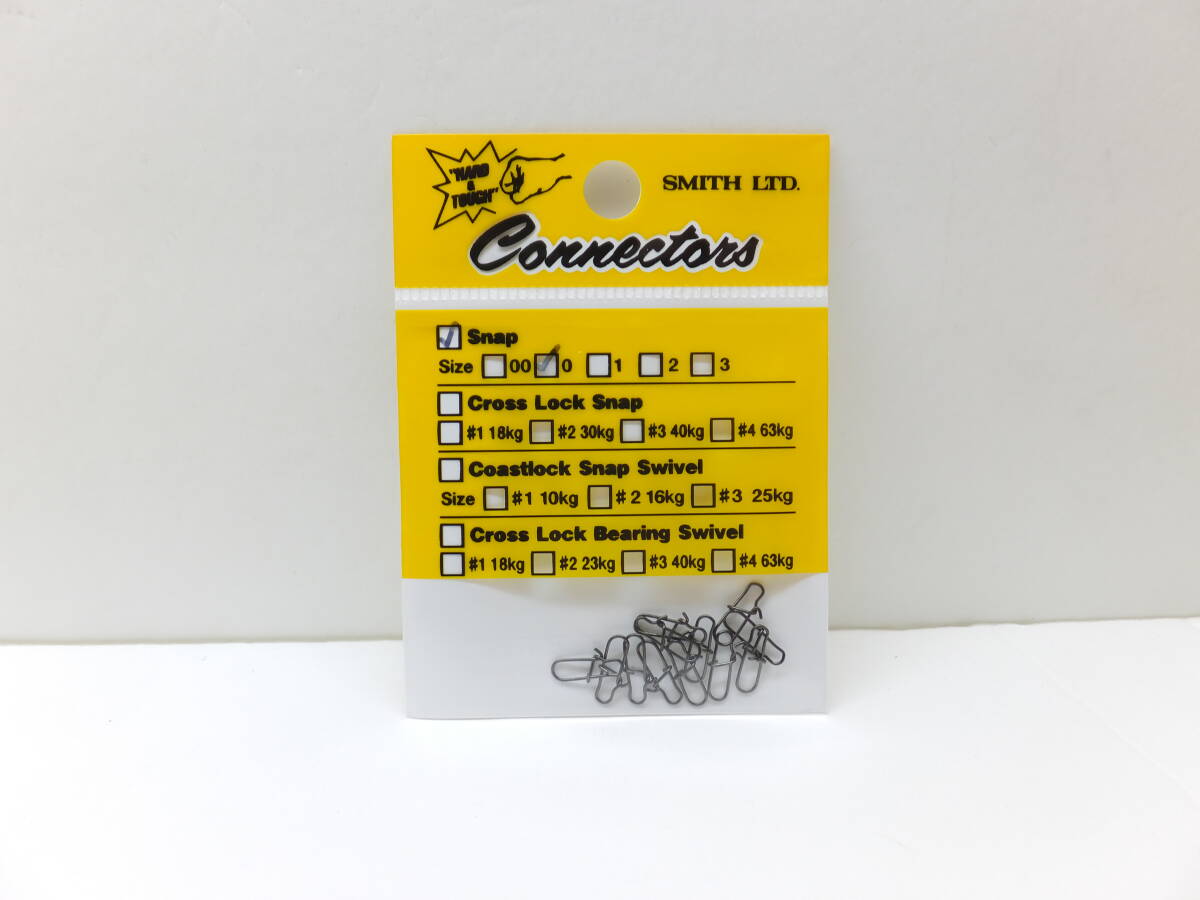 "HARD
&
TOUGH"
SMITH LTD.
Connectors
Snap
Size 00 0 1 2 3
Cross Lock Snap
#1 18kg #2 30kg #3 40kg #4 63kg
Coastlock Snap Swivel
Size #1 10kg #2 16kg #3 25kg
Cross Lock Bearing Swivel
#1 18kg #2 23kg #3 40kg #4 63kg